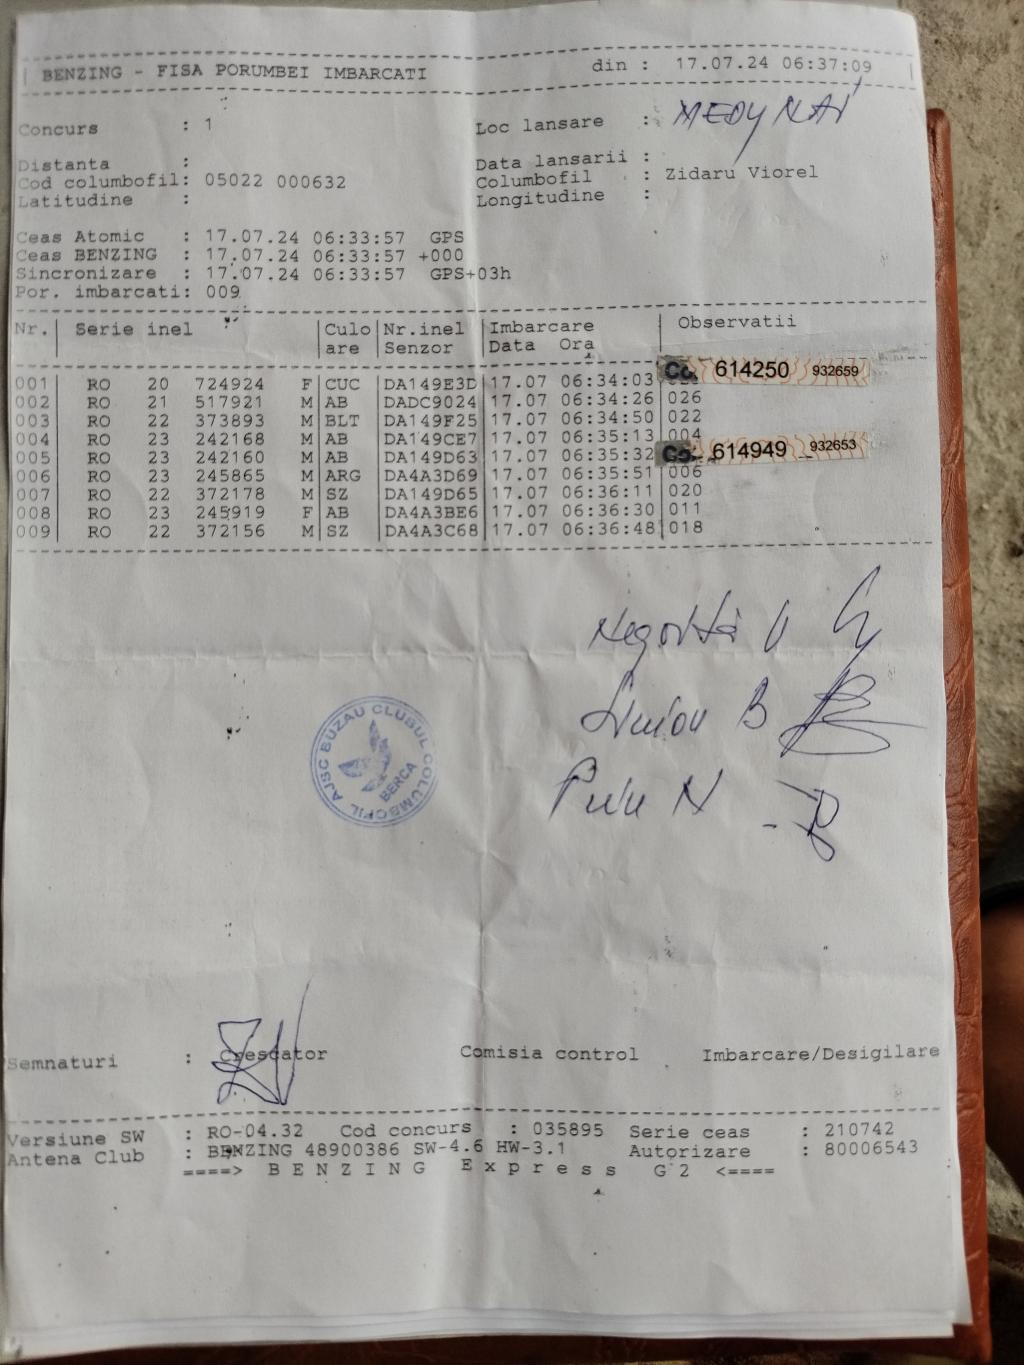 BENZING - FISA PORUMBEI IMBARCATI din : 17.07.24 06:37:09
Concurs : 1 Loc lansare : MEDYNAÍ
Distanta : Data lansarii :
Cod columbofil: 05022 000632 Columbofil : Zidaru Viorel
Latitudine : Longitudine :
Ceas Atomic : 17.07.24 06:33:57 GPS
Ceas BENZING : 17.07.24 06:33:57 +000
Sincronizare : 17.07.24 06:33:57 GPS+03h
Por. imbarcati: 009
Nr. Serie inel Culo Nr.inel Imbarcare Observatii
are Senzor Data Ora
614250 932659
001 RO 20 724924 F CUC DA149E3D 17.07 06:34:03
002 RO 21 517921 M AB DADC9024 17.07 06:34:26 026
003 RO 22 373893 M BLT DA149F25 17.07 06:34:50 022
004 RO 23 242168 M AB DA149CE7 17.07 06:35:13 004
005 RO 23 242160 M AB DA149D63 17.07 06:35:32 614949 932653
006 RO 23 245865 M ARG DA4A3D69 17.07 06:35:51 006
007 RO 22 372178 M SZ DA149D65 17.07 06:36:11 020
008 RO 23 245919 F AB DA4A3BE6 17.07 06:36:30 011
009 RO 22 372156 M SZ DA4A3C68 17.07 06:36:48 018
AJSC BUZAU CLUBUL COLUMBOFIL
BERCA
Semnaturi : Crescator Comisia control Imbarcare/Desigilare
Versiune SW : RO-04.32 Cod concurs : 035895 Serie ceas : 210742
Antena Club : BENZING 48900386 SW-4.6 HW-3.1 Autorizare : 80006543
====> B E N Z I N G E x p r e s s G 2 <====